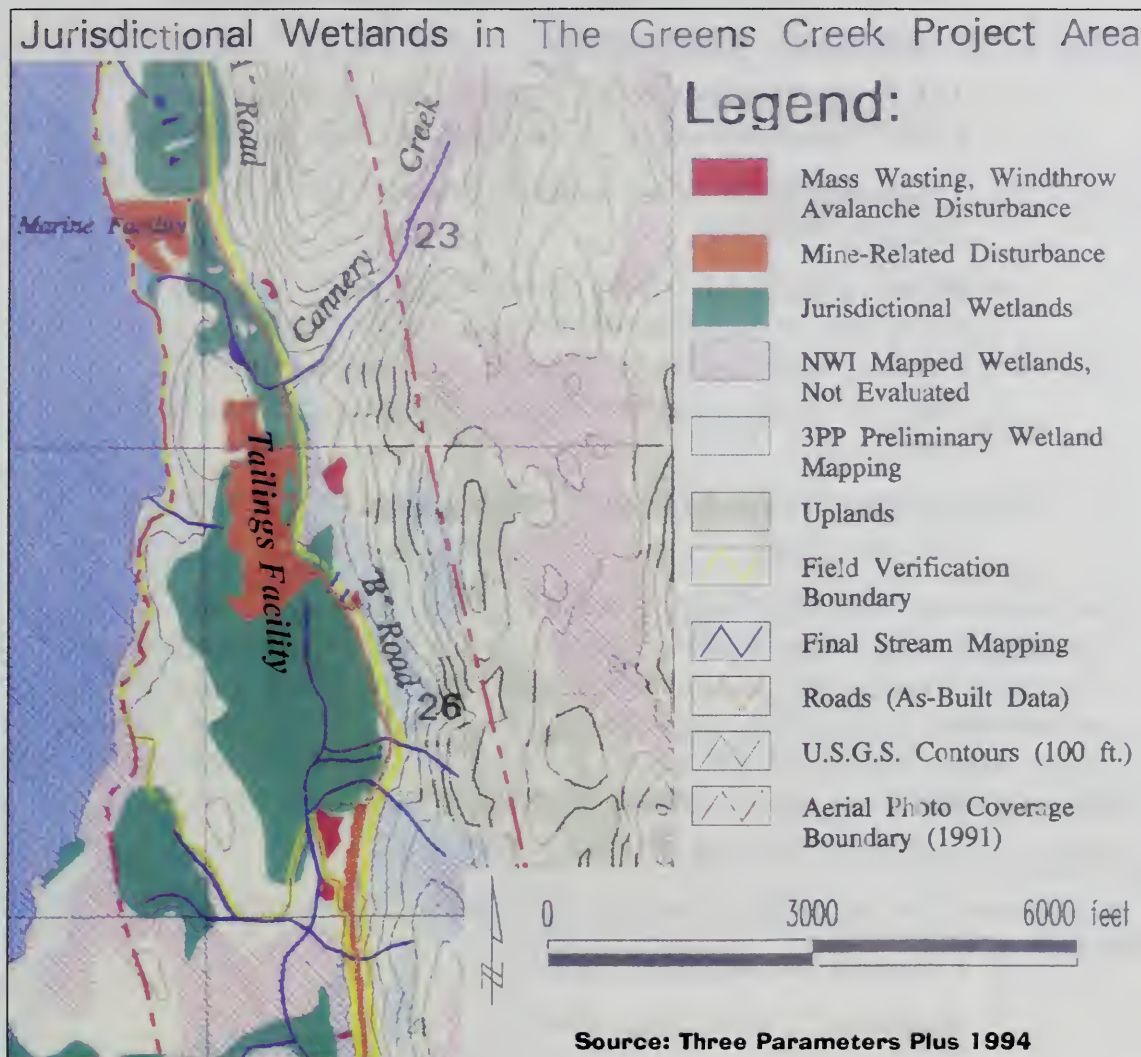 Jurisdictional Wetlands in The Greens Creek Project Area
Legend:
Mass Wasting, Windthrow
Avalanche Disturbance
Mine-Related Disturbance
Jurisdictional Wetlands
NWI Mapped Wetlands,
Not Evaluated
3PP Preliminary Wetland
Mapping
Uplands
Field Verification
Boundary
Final Stream Mapping
Roads (As-Built Data)
U.S.G.S. Contours (100 ft.)
Aerial Photo Coverage
Boundary (1991)
0 3000 6000 feet
Source: Three Parameters Plus 1994
Road
Cannery Creek
23
Marine Facility
Tailings Facility
"B" Road
26